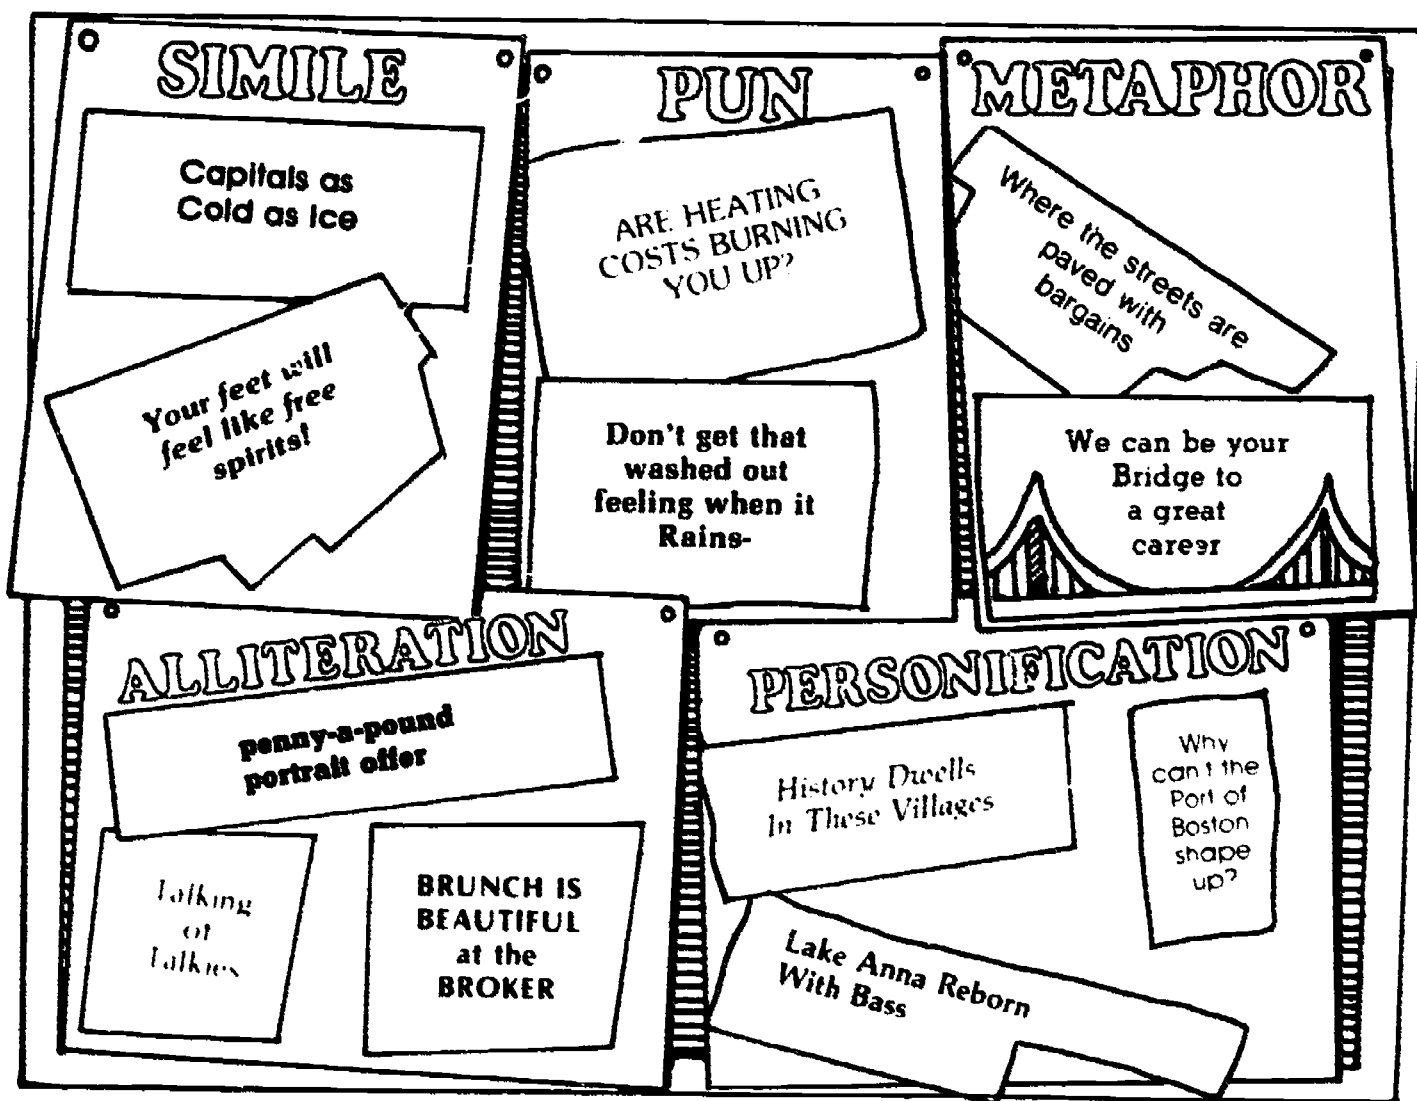 SIMILE
Capitals as
Cold as Ice
Your feet will
feel like free
spirits!
PUN
ARE HEATING
COSTS BURNING
YOU UP?
Don't get that
washed out
feeling when it
Rains-
METAPHOR
Where the streets are
paved with
bargains
We can be your
Bridge to
a great
career
ALLITERATION
penny-a-pound
portrait offer
Talking
of
Talkies
BRUNCH IS
BEAUTIFUL
at the
BROKER
PERSONIFICATION
History Dwells
In These Villages
Why
can't the
Port of
Boston
shape
up?
Lake Anna Reborn
With Bass